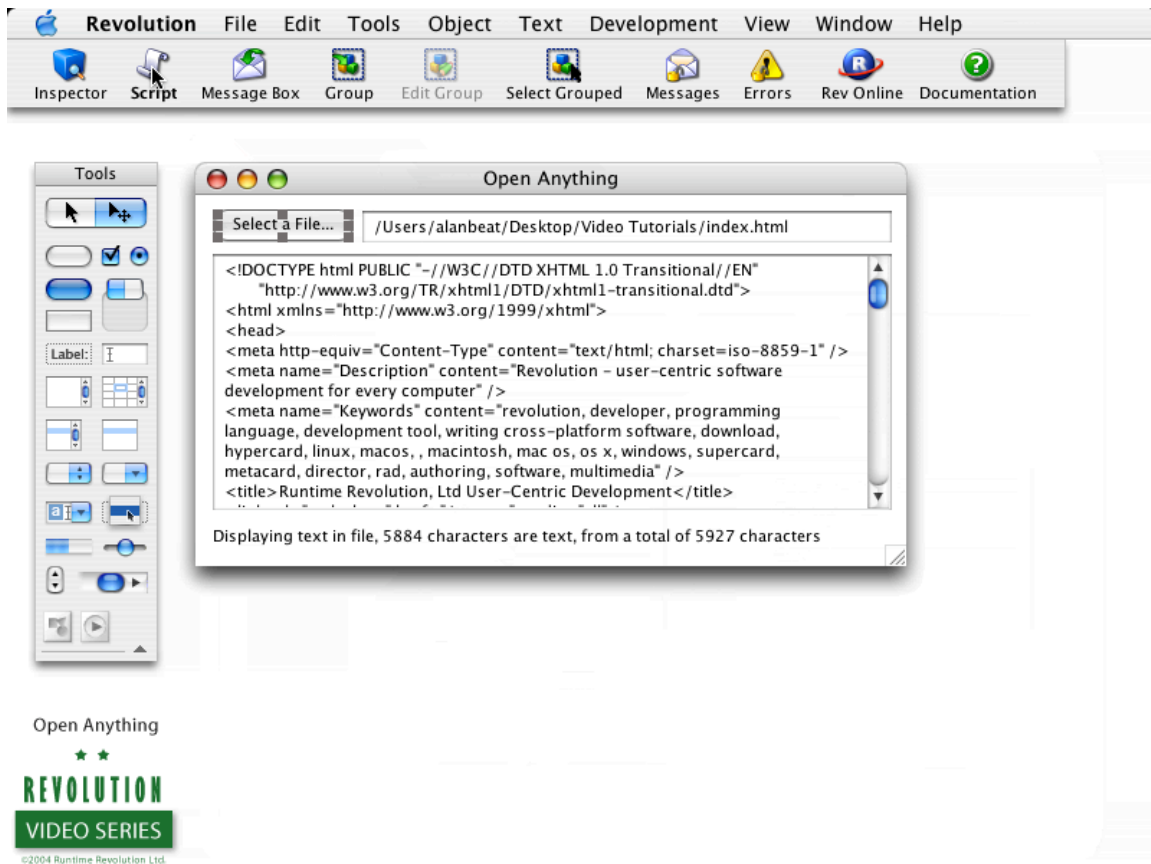 Revolution File Edit Tools Object Text Development View Window Help
Inspector Script Message Box Group Edit Group Select Grouped Messages Errors Rev Online Documentation
Tools
Label:
Open Anything
Select a File...
/Users/alanbeat/Desktop/Video Tutorials/index.html
<!DOCTYPE html PUBLIC "-//W3C//DTD XHTML 1.0 Transitional//EN"
"http://www.w3.org/TR/xhtml1/DTD/xhtml1-transitional.dtd">
<html xmlns="http://www.w3.org/1999/xhtml">
<head>
<meta http-equiv="Content-Type" content="text/html; charset=iso-8859-1" />
<meta name="Description" content="Revolution - user-centric software
development for every computer" />
<meta name="Keywords" content="revolution, developer, programming
language, development tool, writing cross-platform software, download,
hypercard, linux, macos, , macintosh, mac os, os x, windows, supercard,
metacard, director, rad, authoring, software, multimedia" />
<title>Runtime Revolution, Ltd User-Centric Development</title>
Displaying text in file, 5884 characters are text, from a total of 5927 characters
Open Anything
REVOLUTION
VIDEO SERIES
©2004 Runtime Revolution Ltd.